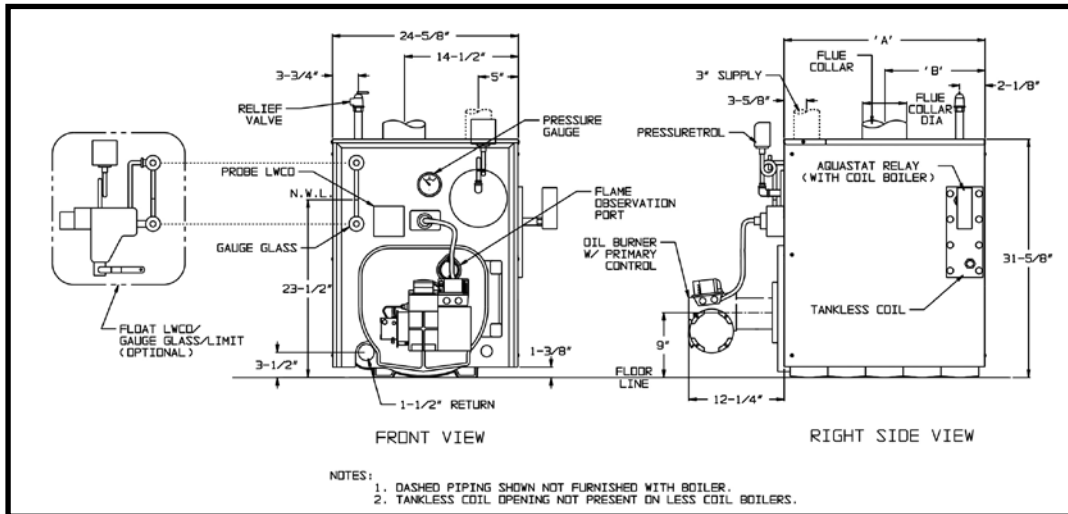 24-5/8"
14-1/2"
3-3/4"
5"
RELIEF
VALVE
PRESSURE
GAUGE
PROBE LWCO
N.W.L.
FLAME
OBSERVATION
PORT
GAUGE GLASS
23-1/2"
FLOAT LWCO/
GAUGE GLASS/LIMIT
(OPTIONAL)
3-1/2"
1-3/8"
1-1/2" RETURN
FLOOR
LINE
FRONT VIEW
'A'
FLUE
COLLAR
3" SUPPLY
'B'
3-5/8"
FLUE
COLLAR
DIA
2-1/8"
PRESSURETROL
AQUASTAT RELAY
(WITH COIL BOILER)
OIL BURNER
W/ PRIMARY
CONTROL
31-5/8"
TANKLESS COIL
9"
12-1/4"
RIGHT SIDE VIEW
NOTES:
1. DASHED PIPING SHOWN NOT FURNISHED WITH BOILER.
2. TANKLESS COIL OPENING NOT PRESENT ON LESS COIL BOILERS.